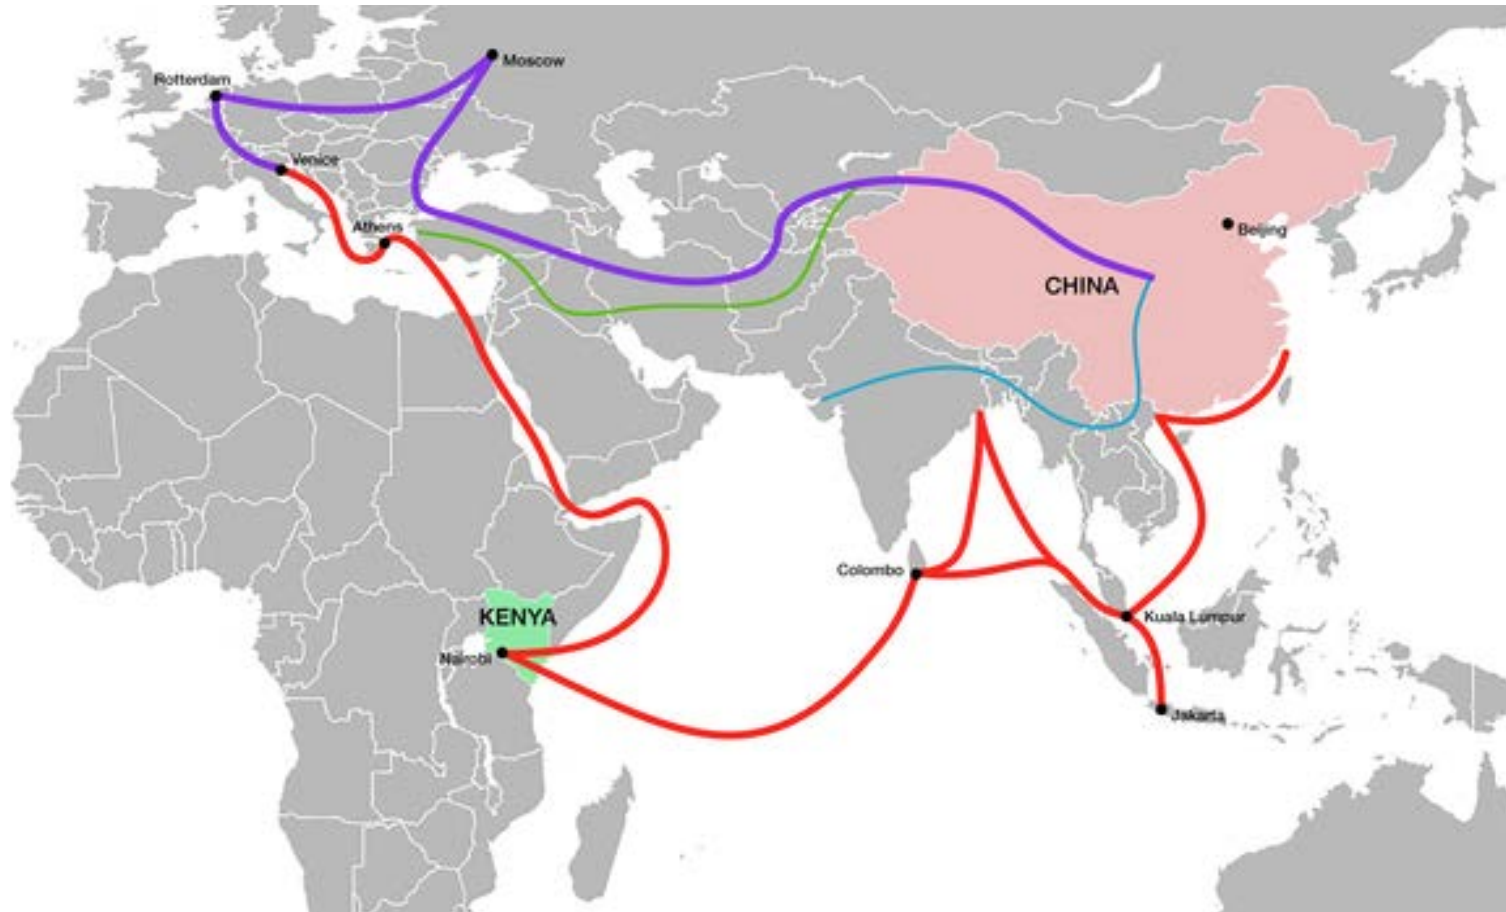 Moscow
Rotterdam
Venice
Athens
Beijing
CHINA
Colombo
KENYA
Kuala Lumpur
Nairobi
Jakarta